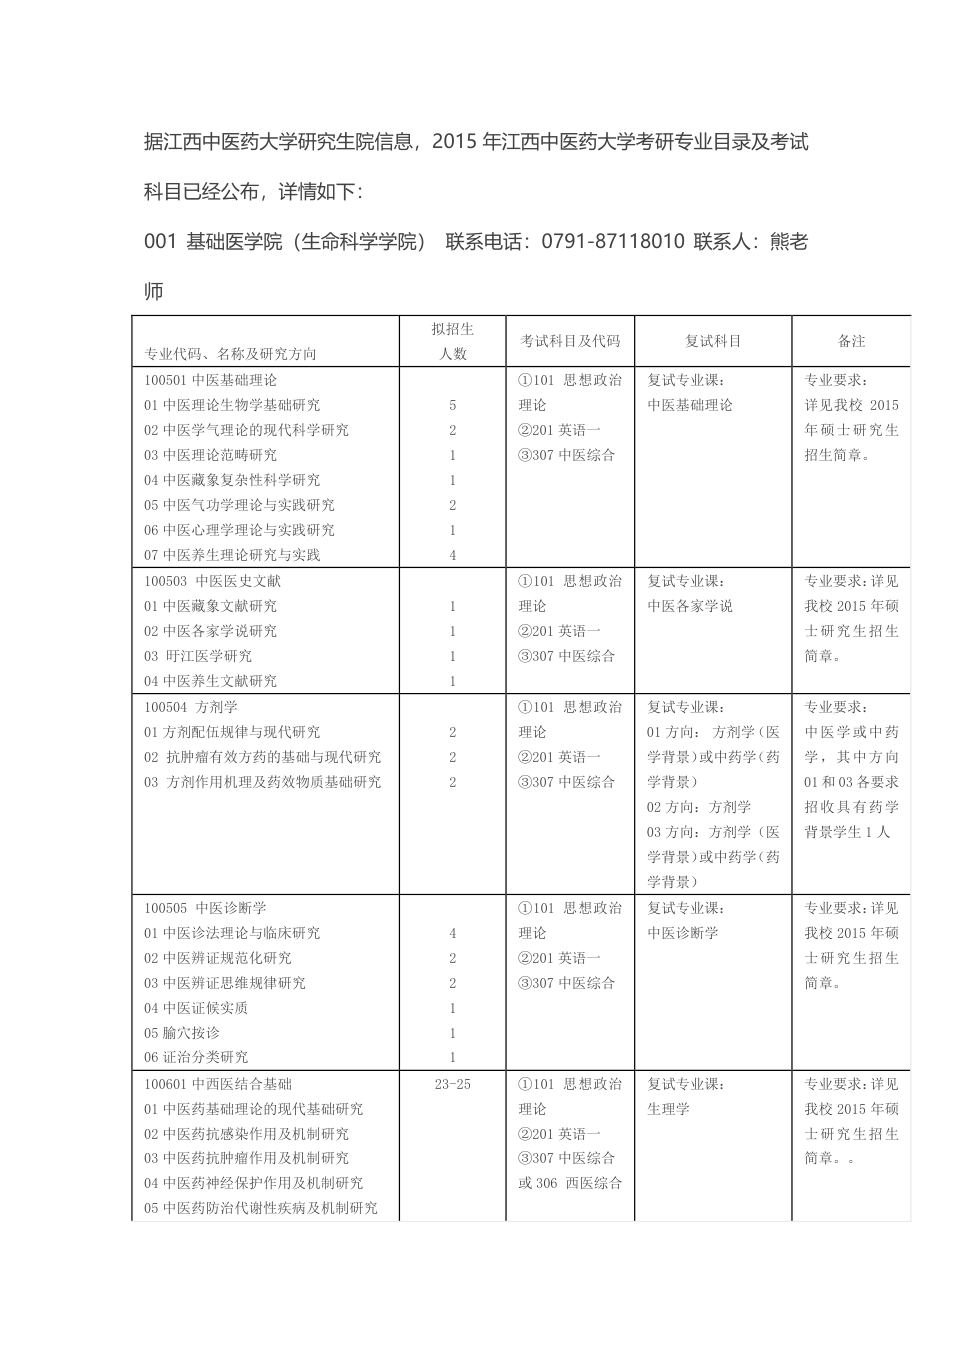 据江西中医药大学研究生院信息，2015 年江西中医药大学考研专业目录及考试
科目已经公布，详情如下：
001 基础医学院（生命科学学院） 联系电话：0791-87118010 联系人：熊老
师
专业代码、名称及研究方向
拟招生
人数
考试科目及代码
复试科目
备注
100501 中医基础理论
01 中医理论生物学基础研究
02 中医学气理论的现代科学研究
03 中医理论范畴研究
04 中医藏象复杂性科学研究
05 中医气功学理论与实践研究
06 中医心理学理论与实践研究
07 中医养生理论研究与实践
5
2
1
1
2
1
4
①101 思想政治
理论
②201 英语一
③307 中医综合
复试专业课：
中医基础理论
专业要求：
详见我校 2015
年硕士研究生
招生简章。
100503 中医医史文献
01 中医藏象文献研究
02 中医各家学说研究
03 旴江医学研究
04 中医养生文献研究
1
1
1
1
①101 思想政治
理论
②201 英语一
③307 中医综合
复试专业课：
中医各家学说
专业要求：详见
我校 2015 年硕
士研究生招生
简章。
100504 方剂学
01 方剂配伍规律与现代研究
02 抗肿瘤有效方药的基础与现代研究
03 方剂作用机理及药效物质基础研究
2
2
2
①101 思想政治
理论
②201 英语一
③307 中医综合
复试专业课：
01 方向： 方剂学（医
学背景）或中药学（药
学背景）
02 方向：方剂学
03 方向：方剂学（医
学背景）或中药学（药
学背景）
专业要求：
中医学或中药
学，其中方向
01 和 03 各要求
招收具有药学
背景学生 1 人
100505 中医诊断学
01 中医诊法理论与临床研究
02 中医辨证规范化研究
03 中医辨证思维规律研究
04 中医证候实质
05 腧穴按诊
06 证治分类研究
4
2
2
1
1
1
①101 思想政治
理论
②201 英语一
③307 中医综合
复试专业课：
中医诊断学
专业要求：详见
我校 2015 年硕
士研究生招生
简章。
100601 中西医结合基础
01 中医药基础理论的现代基础研究
02 中医药抗感染作用及机制研究
03 中医药抗肿瘤作用及机制研究
04 中医药神经保护作用及机制研究
05 中医药防治代谢性疾病及机制研究
23-25
①101 思想政治
理论
②201 英语一
③307 中医综合
或 306 西医综合
复试专业课：
生理学
专业要求：详见
我校 2015 年硕
士研究生招生
简章。。